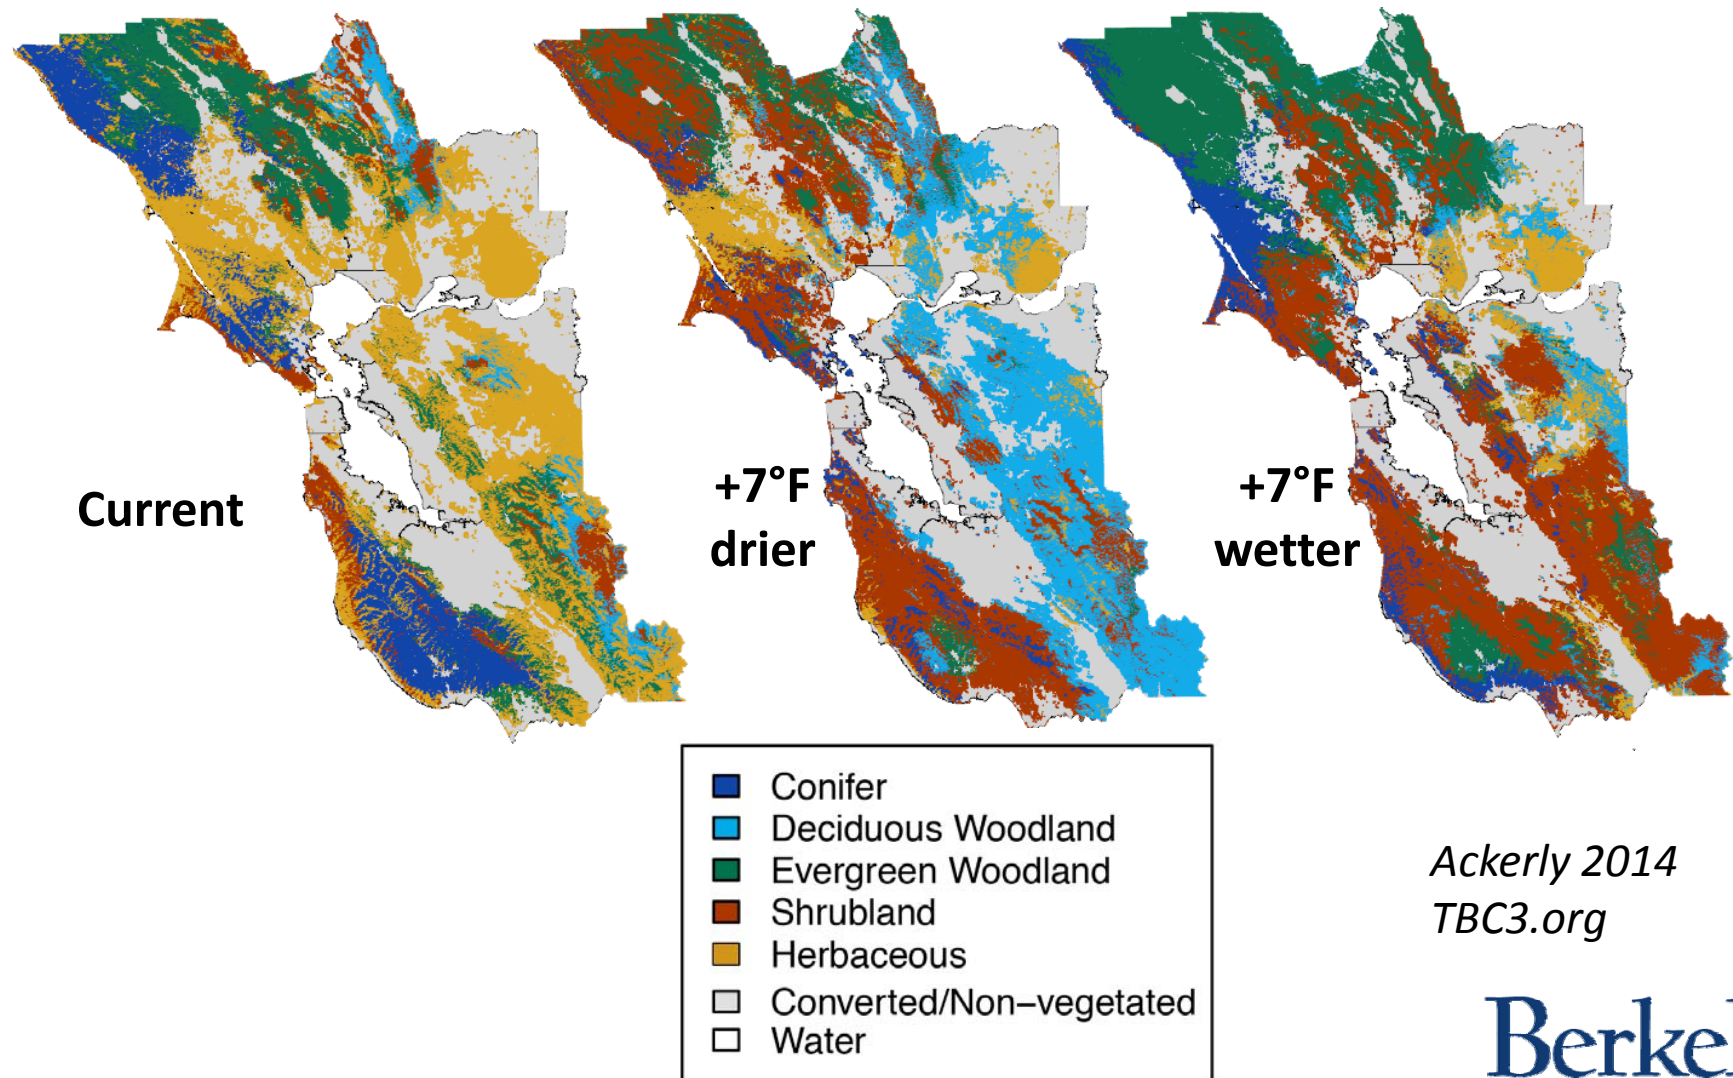 Current
+7°F
drier
+7°F
wetter
Conifer
Deciduous Woodland
Evergreen Woodland
Shrubland
Herbaceous
Converted/Non−vegetated
Water
Ackerly 2014
TBC3.org
Berkel